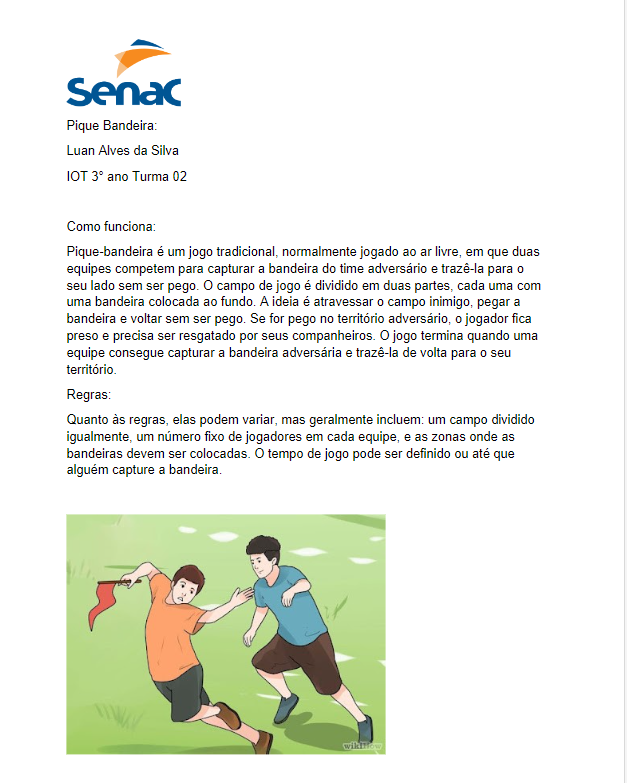 Senac
Pique Bandeira:
Luan Alves da Silva
IOT 3° ano Turma 02
Como funciona:
Pique-bandeira é um jogo tradicional, normalmente jogado ao ar livre, em que duas
equipes competem para capturar a bandeira do time adversário e trazê-la para o
seu lado sem ser pego. O campo de jogo é dividido em duas partes, cada uma com
uma bandeira colocada ao fundo. A ideia é atravessar o campo inimigo, pegar a
bandeira e voltar sem ser pego. Se for pego no território adversário, o jogador fica
preso e precisa ser resgatado por seus companheiros. O jogo termina quando uma
equipe consegue capturar a bandeira adversária e trazê-la de volta para o seu
território.
Regras:
Quanto às regras, elas podem variar, mas geralmente incluem: um campo dividido
igualmente, um número fixo de jogadores em cada equipe, e as zonas onde as
bandeiras devem ser colocadas. O tempo de jogo pode ser definido ou até que
alguém capture a bandeira.
wikiHow